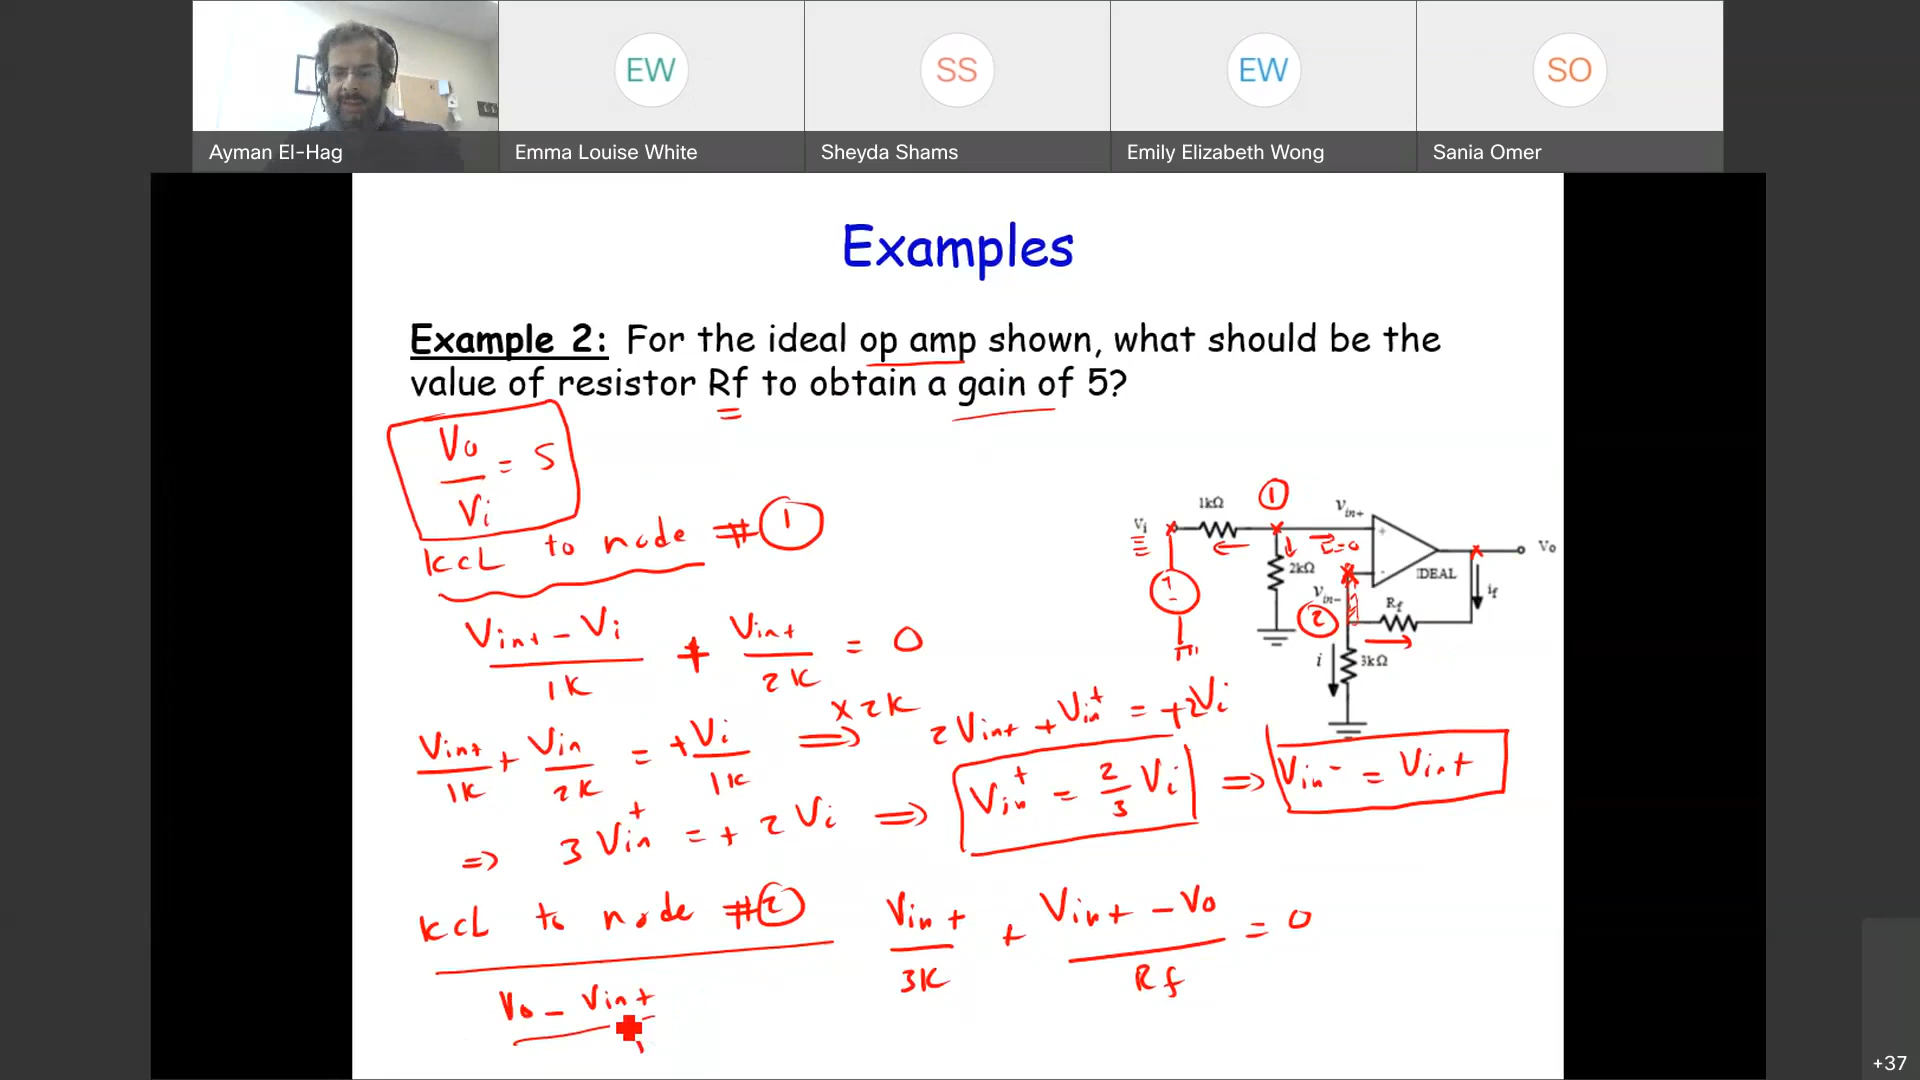 EW
SS
EW
SO
Ayman El-Hag
Emma Louise White
Sheyda Shams
Emily Elizabeth Wong
Sania Omer
Examples
Example 2: For the ideal op amp shown, what should be the
value of resistor Rf to obtain a gain of 5?
Vo/Vi = 5
KCL to node #1
(Vin+ - Vi)/1K + Vin+/2K = 0
Vin+/1K + Vin/2K = +Vi/1K ⇒ x2K 2Vin+ + Vin+ = +2Vi
⇒ 3Vin+ = +2Vi ⇒ Vin+ = 2/3 Vi ⇒ Vin- = Vin+
KCL to node #2 Vin+/3K + (Vin+ - Vo)/Rf = 0
Vo - Vin+
1
1kΩ
Vin+
Vi
+
I=0
Vo
2kΩ
-
IDEAL
if
Vin-
Rf
2
+
-
i
3kΩ
+37